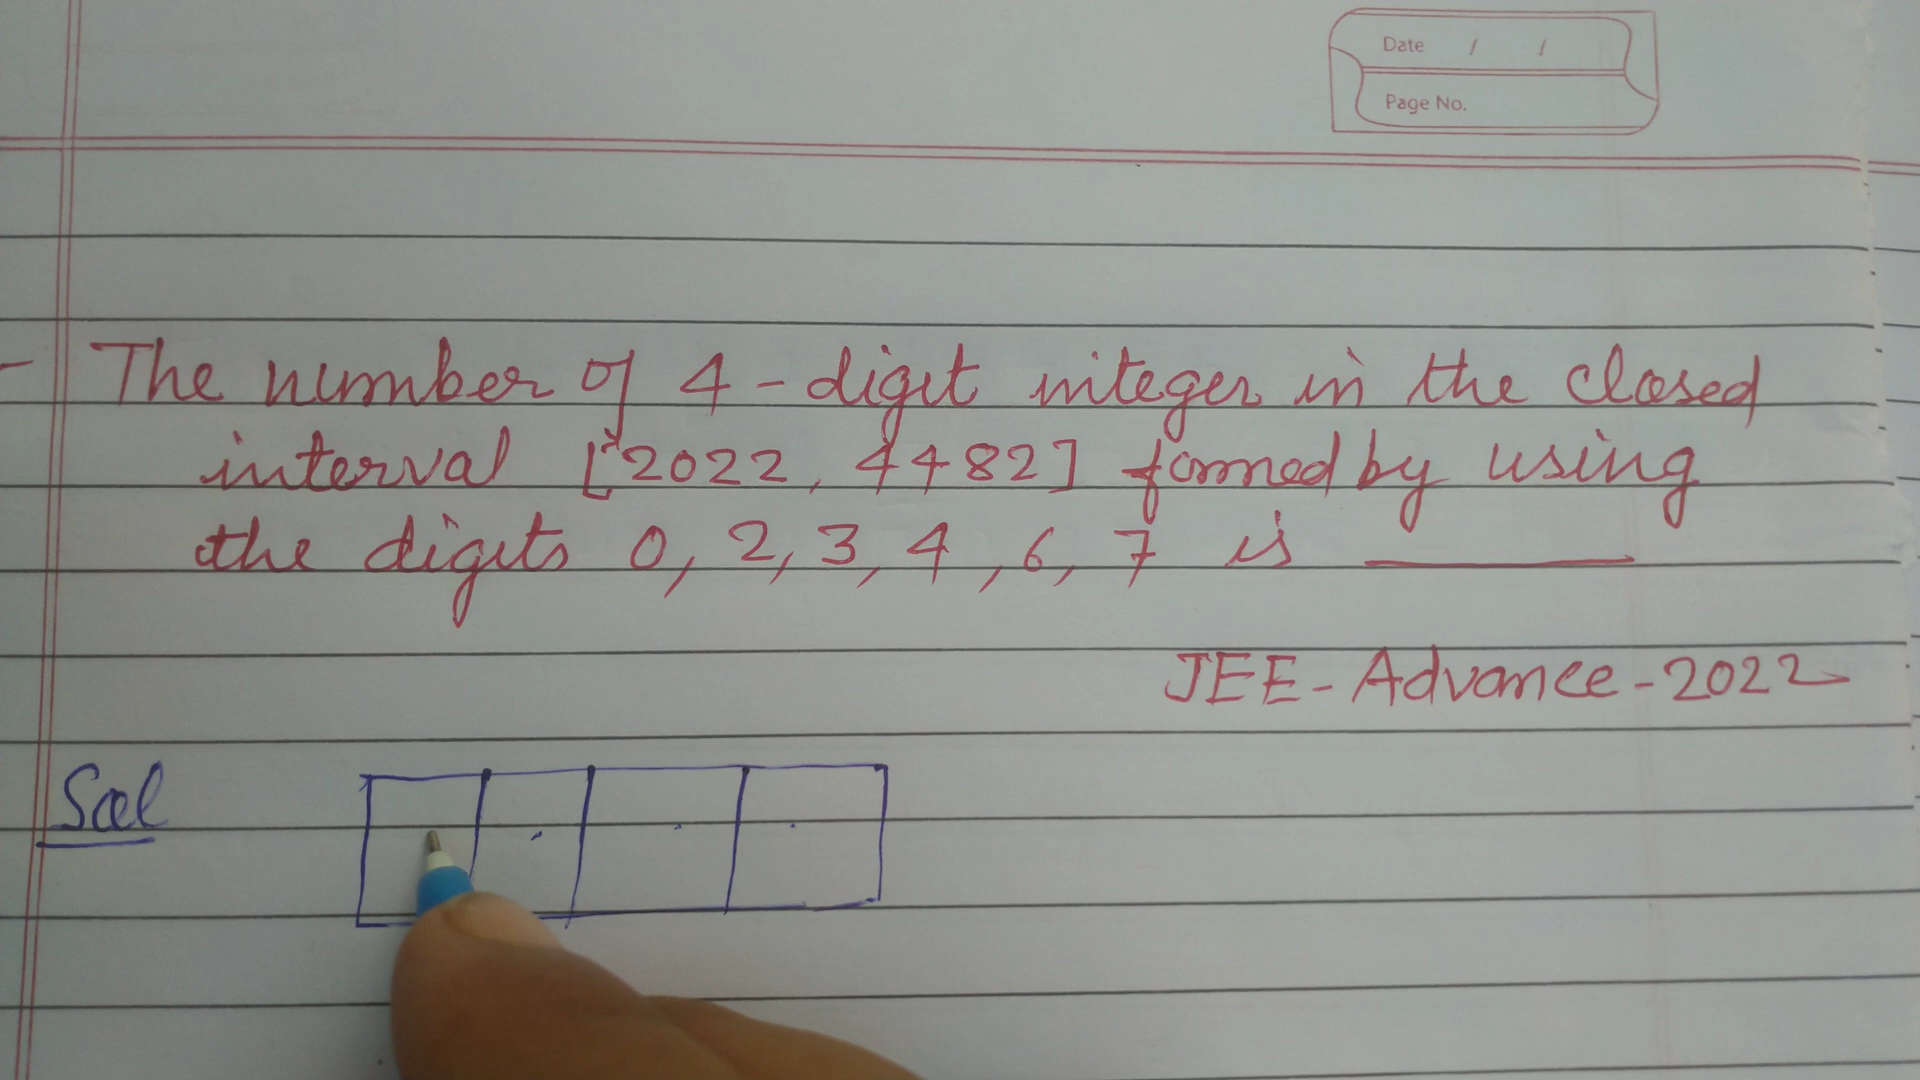 Date / /
Page No.
- The number of 4-digit integer in the closed
interval [2022, 4482] formed by using
the digits 0, 2, 3, 4, 6, 7 is ______
JEE-Advance-2022
Sol